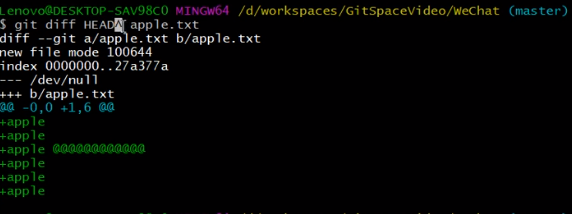 Lenovo@DESKTOP-SAV98C0 MINGW64 /d/workspaces/GitSpaceVideo/WeChat (master)
$ git diff HEAD^ apple.txt
diff --git a/apple.txt b/apple.txt
new file mode 100644
index 0000000..27a377a
--- /dev/null
+++ b/apple.txt
@@ -0,0 +1,6 @@
+apple
+apple
+apple @@@@@@@@@@@@
+apple
+apple
+apple